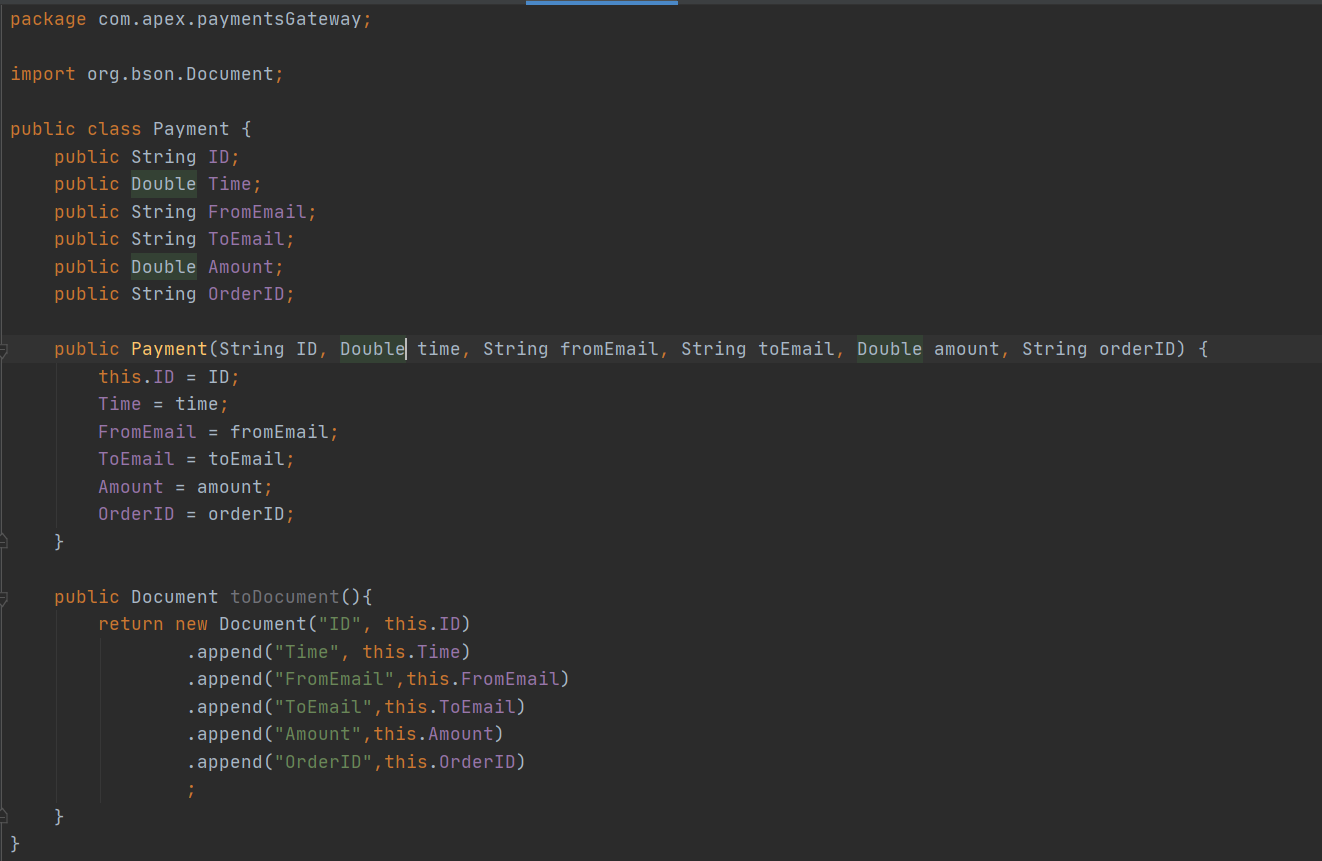 package com.apex.paymentsGateway;
import org.bson.Document;
public class Payment {
public String ID;
public Double Time;
public String FromEmail;
public String ToEmail;
public Double Amount;
public String OrderID;
public Payment(String ID, Double time, String fromEmail, String toEmail, Double amount, String orderID) {
this.ID = ID;
Time = time;
FromEmail = fromEmail;
ToEmail = toEmail;
Amount = amount;
OrderID = orderID;
}
public Document toDocument(){
return new Document("ID", this.ID)
.append("Time", this.Time)
.append("FromEmail",this.FromEmail)
.append("ToEmail",this.ToEmail)
.append("Amount",this.Amount)
.append("OrderID",this.OrderID)
;
}
}